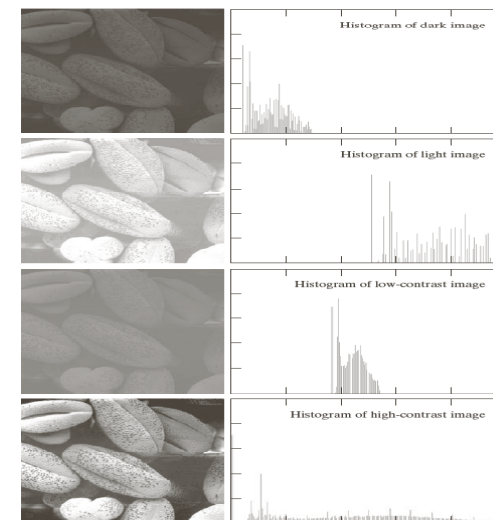 Histogram of dark image
Histogram of light image
Histogram of low-contrast image
Histogram of high-contrast image